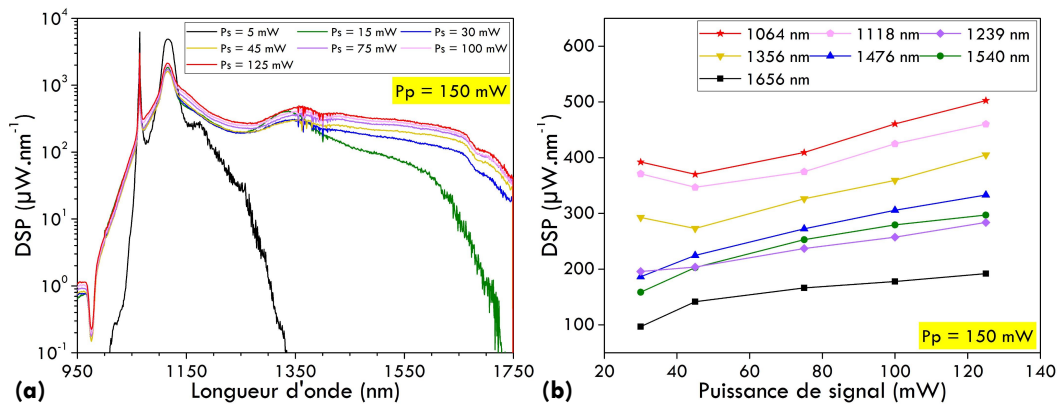 Ps = 5 mW Ps = 15 mW Ps = 30 mW
Ps = 45 mW Ps = 75 mW Ps = 100 mW
Ps = 125 mW
Pp = 150 mW
DSP (µW.nm⁻¹)
10⁴
10³
10²
10¹
10⁰
10⁻¹
950 1150 1350 1550 1750
(a) Longueur d'onde (nm)
1064 nm 1118 nm 1239 nm
1356 nm 1476 nm 1540 nm
1656 nm
Pp = 150 mW
DSP (µW.nm⁻¹)
600
500
400
300
200
100
20 40 60 80 100 120 140
(b) Puissance de signal (mW)